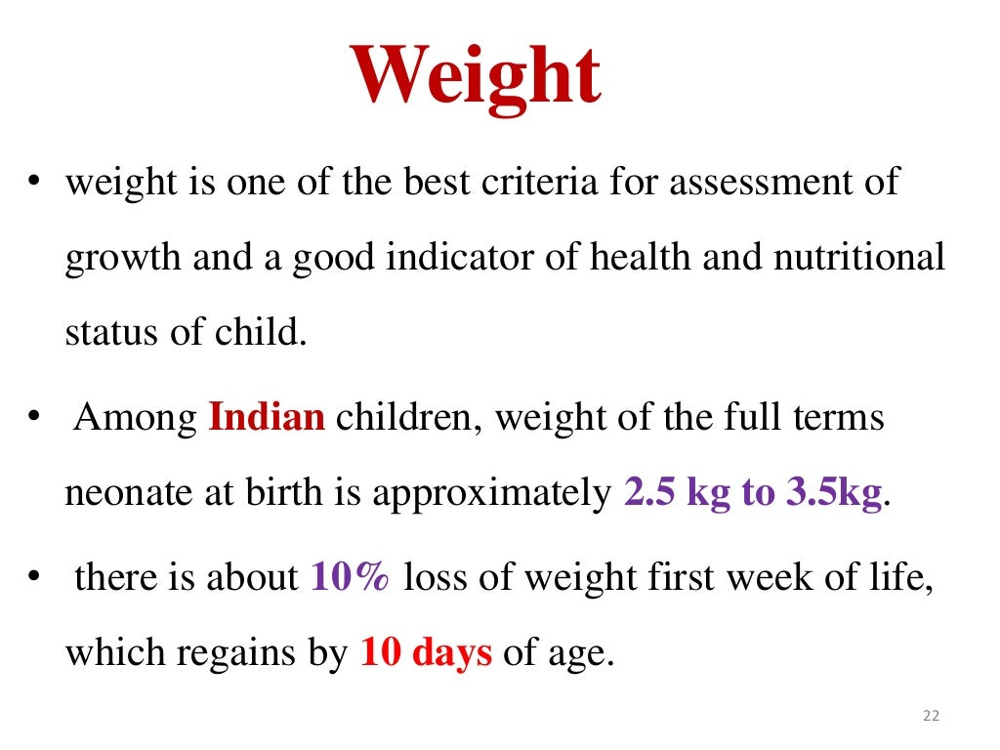 Weight
• weight is one of the best criteria for assessment of
growth and a good indicator of health and nutritional
status of child.
• Among Indian children, weight of the full terms
neonate at birth is approximately 2.5 kg to 3.5kg.
• there is about 10% loss of weight first week of life,
which regains by 10 days of age.
22